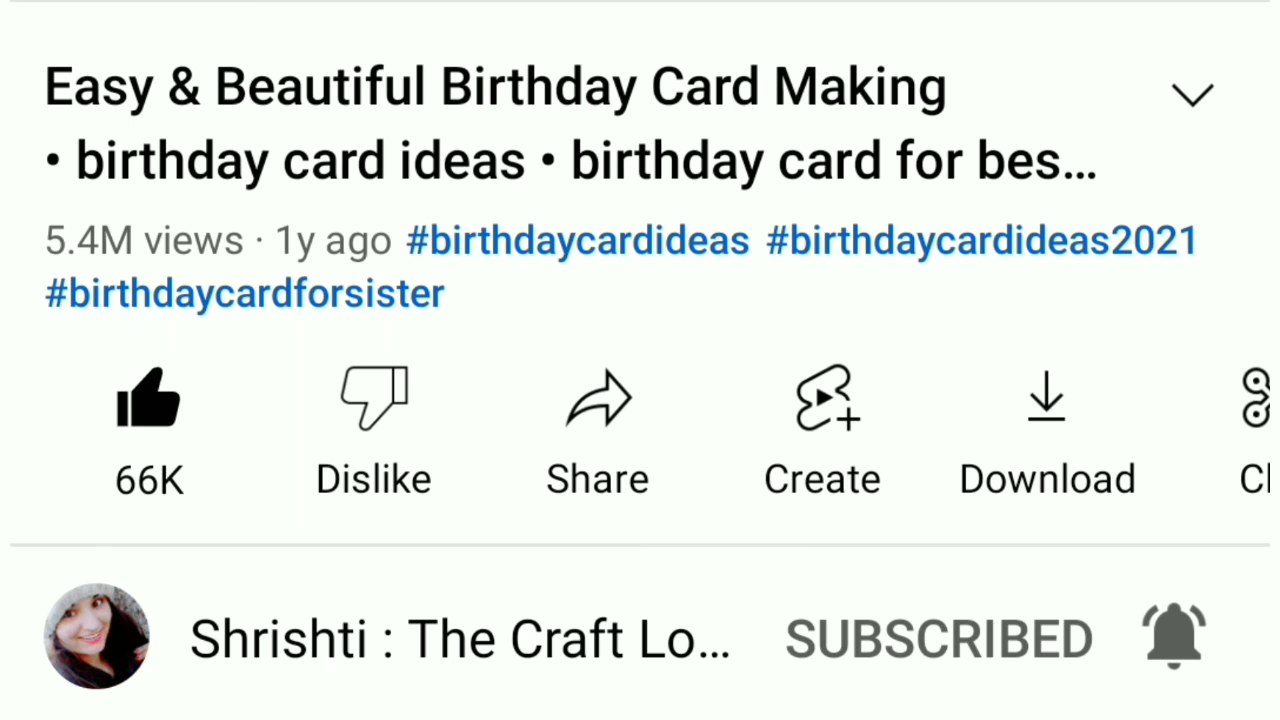 Easy & Beautiful Birthday Card Making
• birthday card ideas • birthday card for bes...
5.4M views · 1y ago #birthdaycardideas #birthdaycardideas2021
#birthdaycardforsister
66K Dislike Share Create Download Cl
Shrishti : The Craft Lo... SUBSCRIBED